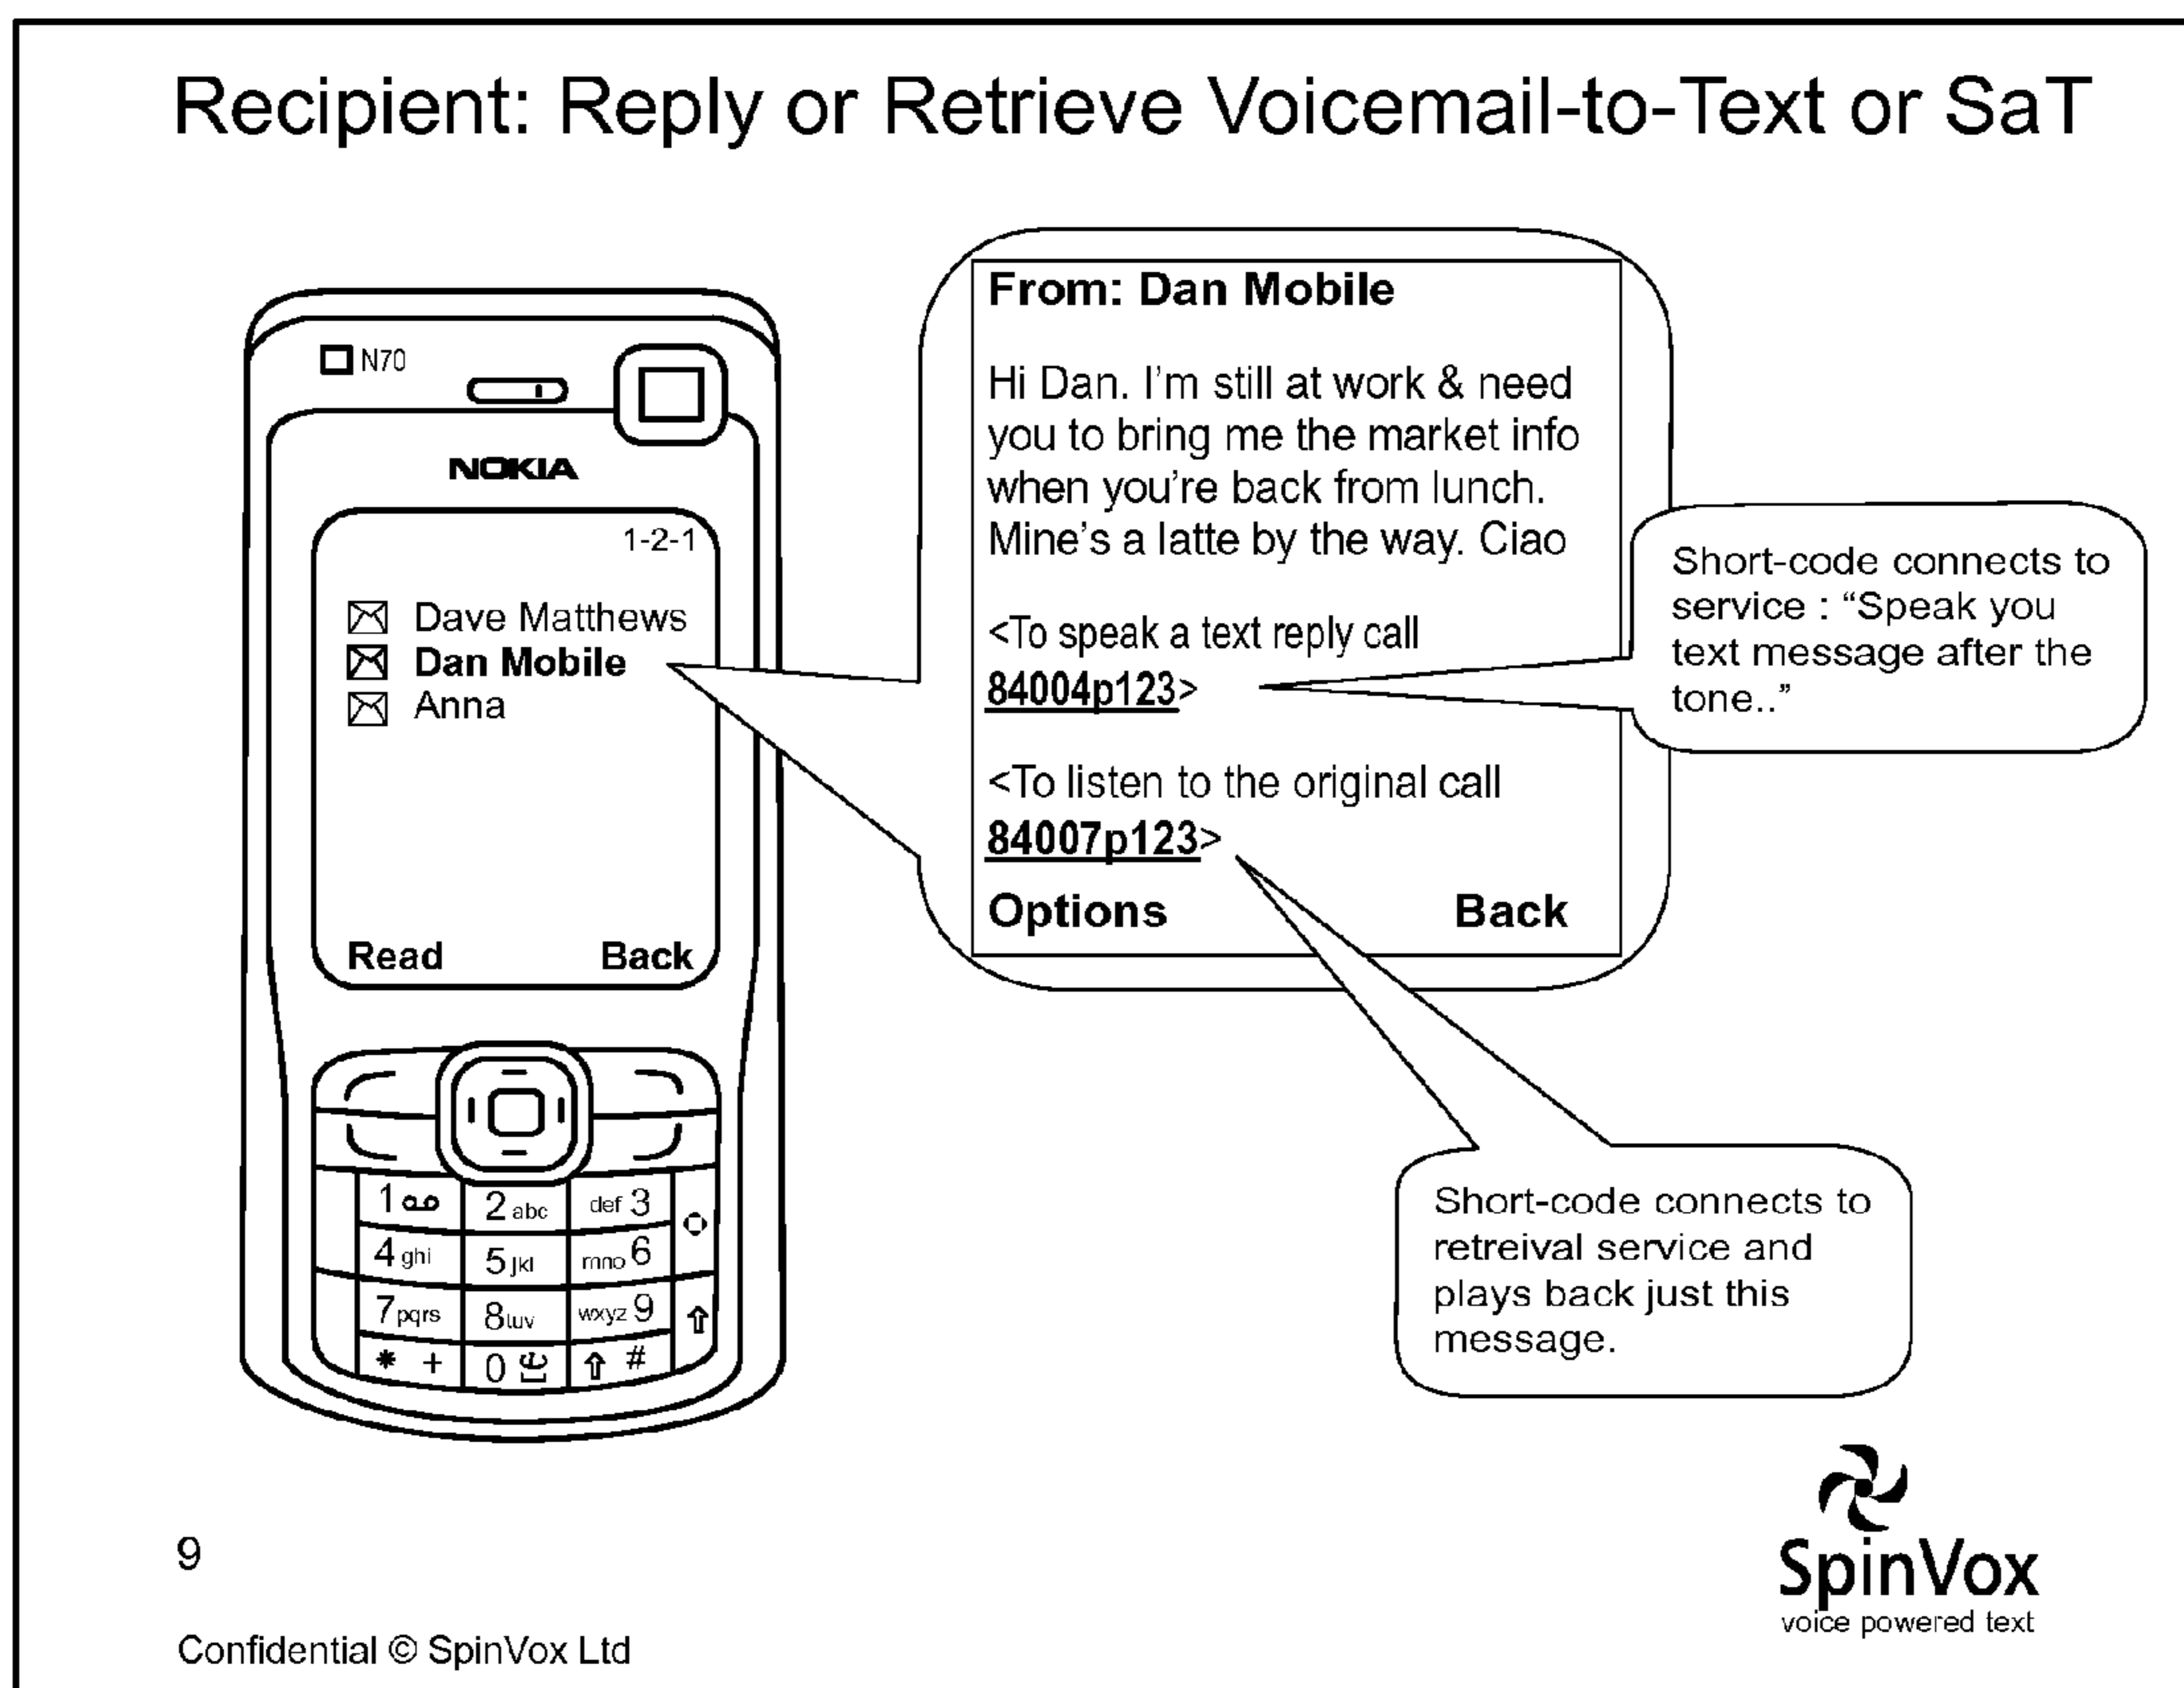 Recipient: Reply or Retrieve Voicemail-to-Text or SaT
N70
NOKIA
1-2-1
Dave Matthews
Dan Mobile
Anna
Read Back
1
2 abc
def 3
4 ghi
5 jkl
mno 6
7 pqrs
8 tuv
wxyz 9
* +
0
#
From: Dan Mobile
Hi Dan. I'm still at work & need
you to bring me the market info
when you're back from lunch.
Mine's a latte by the way. Ciao
<To speak a text reply call
84004p123>
<To listen to the original call
84007p123>
Options Back
Short-code connects to
service : “Speak you
text message after the
tone..”
Short-code connects to
retreival service and
plays back just this
message.
9
Confidential © SpinVox Ltd
SpinVox
voice powered text